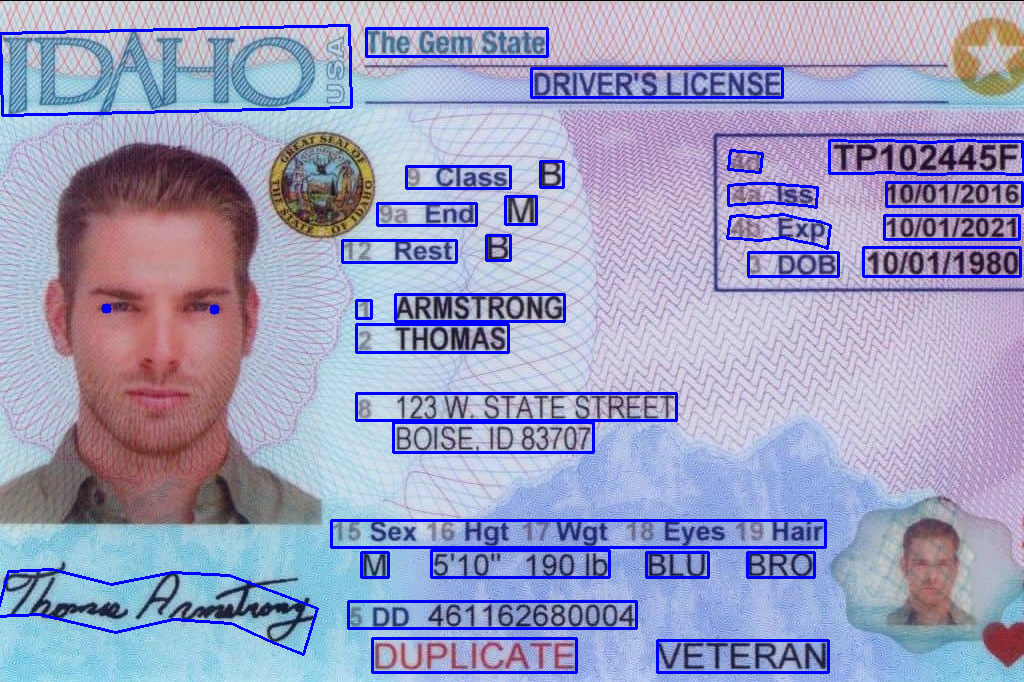 IDAHO USA
The Gem State
DRIVER'S LICENSE
GREAT SEAL OF THE STATE OF IDAHO
9 Class B
9a End M
12 Rest B
4d TP102445F
4a Iss 10/01/2016
4b Exp 10/01/2021
3 DOB 10/01/1980
1 ARMSTRONG
2 THOMAS
8 123 W. STATE STREET
BOISE, ID 83707
15 Sex 16 Hgt 17 Wgt 18 Eyes 19 Hair
M 5'10" 190 lb BLU BRO
Thomas Armstrong
5 DD 461162680004
DUPLICATE VETERAN